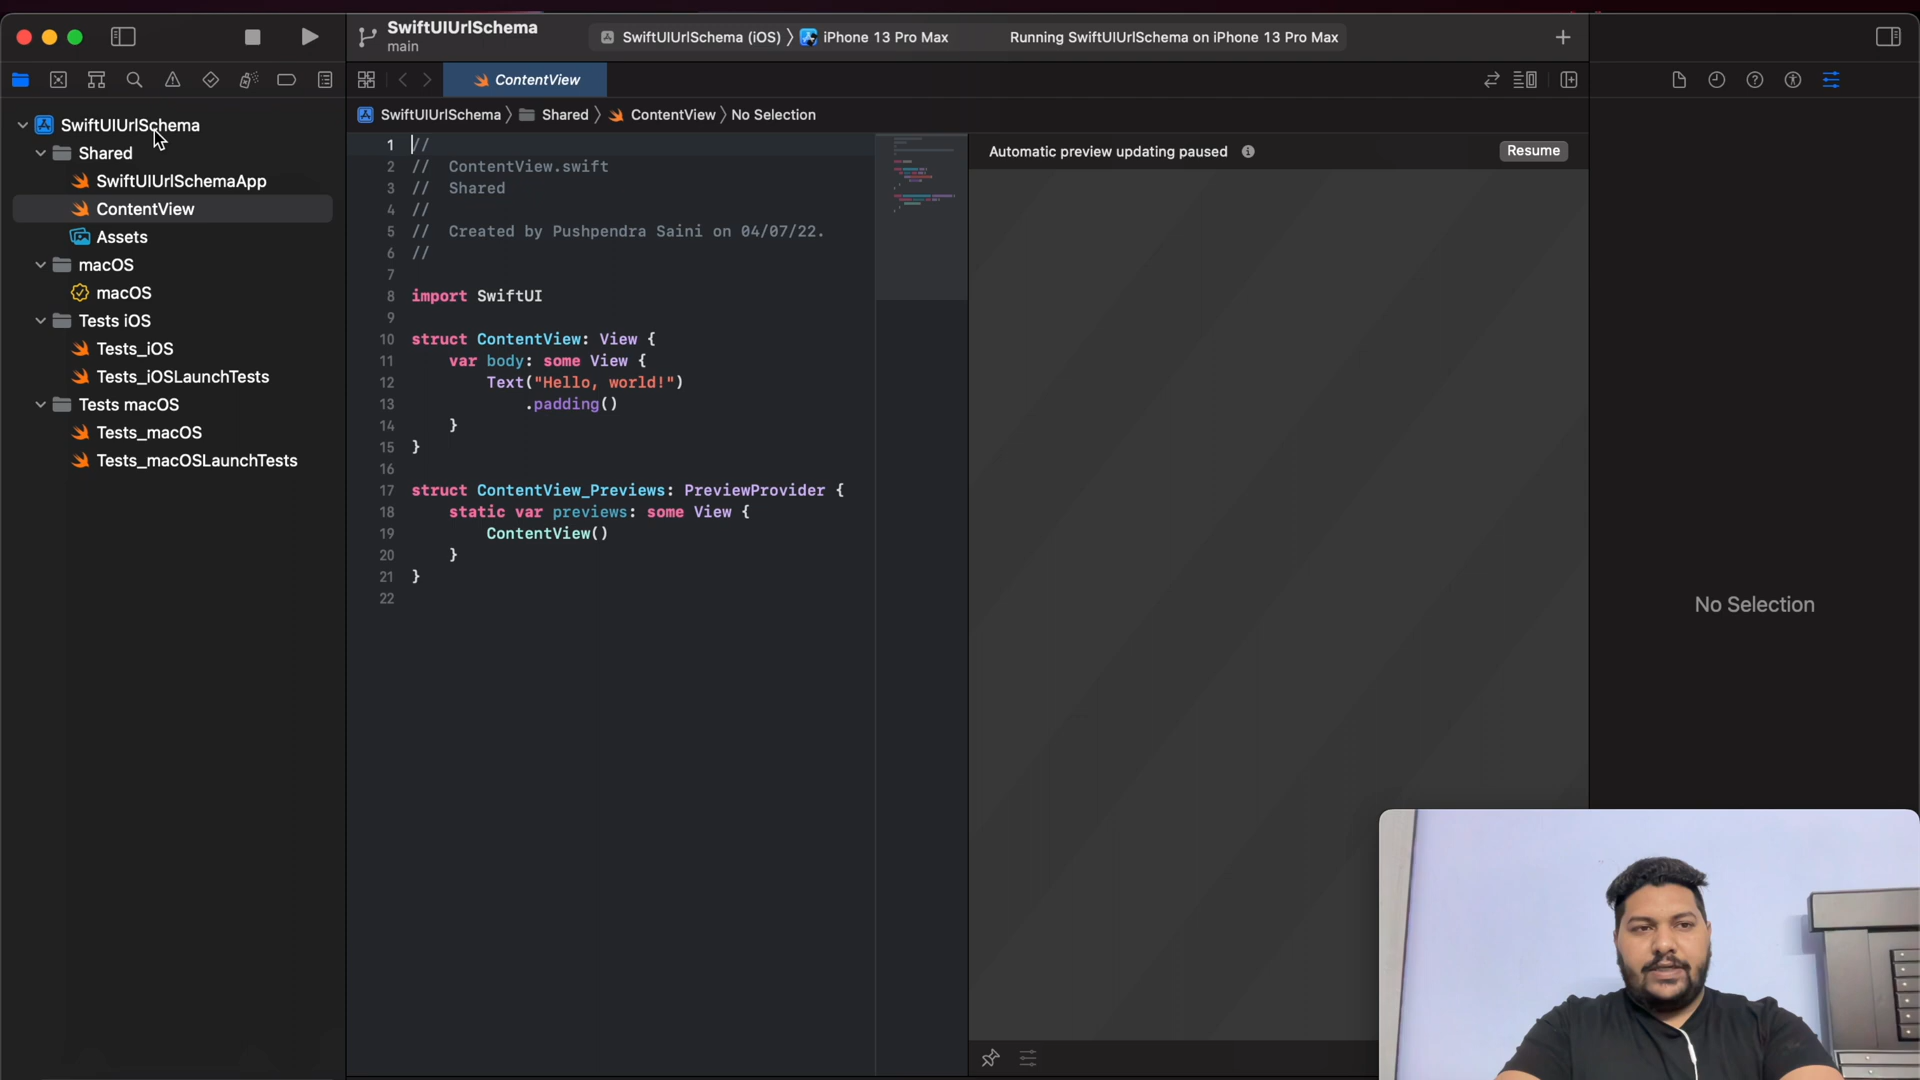 SwiftUIUrlSchema
main
SwiftUIUrlSchema (iOS) 〉 iPhone 13 Pro Max
Running SwiftUIUrlSchema on iPhone 13 Pro Max
ContentView
SwiftUIUrlSchema 〉 Shared 〉 ContentView 〉 No Selection
SwiftUIUrlSchema
Shared
SwiftUIUrlSchemaApp
ContentView
Assets
macOS
macOS
Tests iOS
Tests_iOS
Tests_iOSLaunchTests
Tests macOS
Tests_macOS
Tests_macOSLaunchTests
1 //
2 // ContentView.swift
3 // Shared
4 //
5 // Created by Pushpendra Saini on 04/07/22.
6 //
7
8 import SwiftUI
9
10 struct ContentView: View {
11 var body: some View {
12 Text("Hello, world!")
13 .padding()
14 }
15 }
16
17 struct ContentView_Previews: PreviewProvider {
18 static var previews: some View {
19 ContentView()
20 }
21 }
22
Automatic preview updating paused
Resume
No Selection